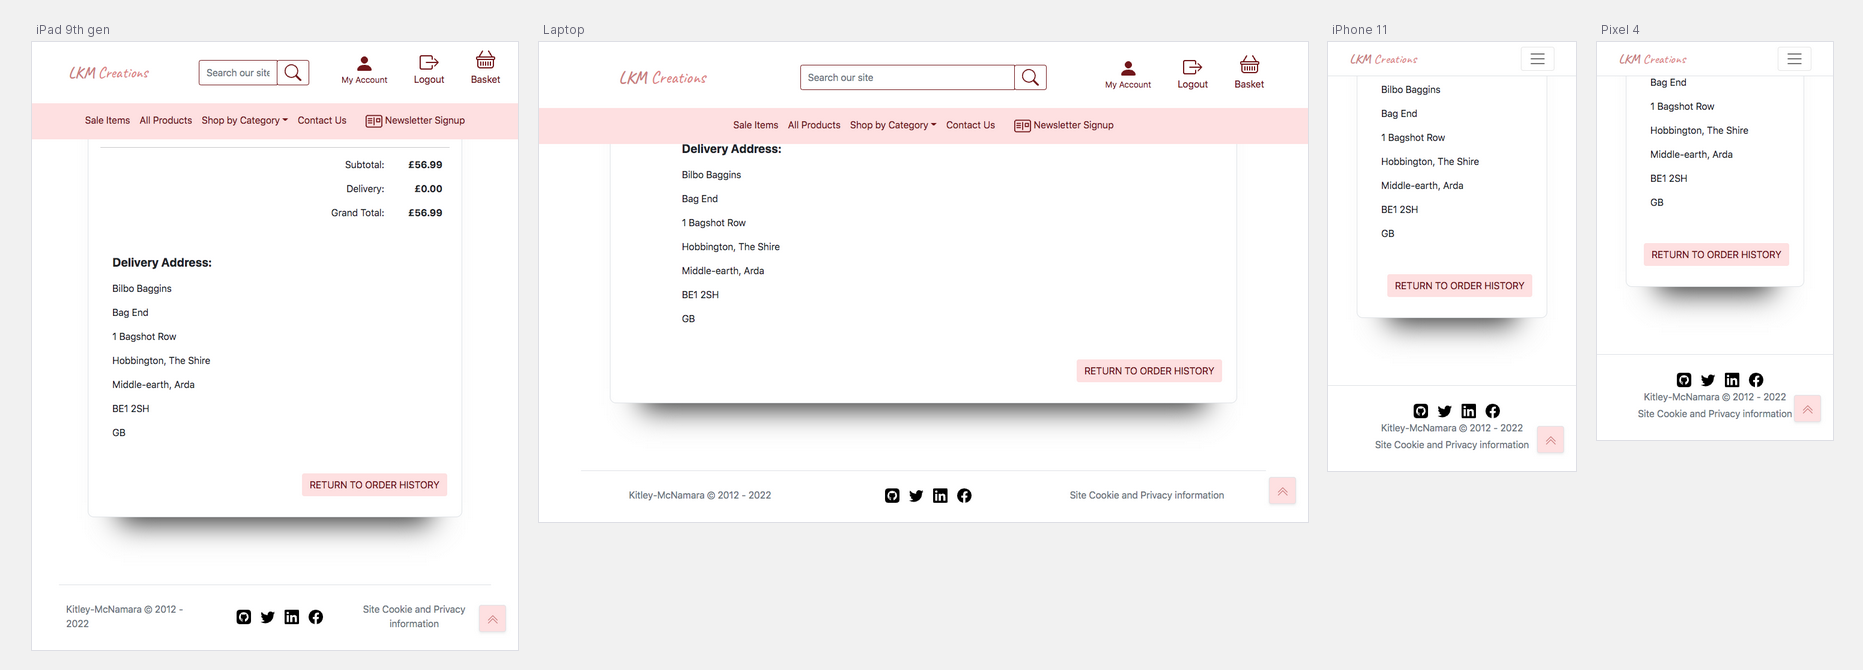 iPad 9th gen
LKM Creations
Search our site
My Account
Logout
Basket
Sale Items
All Products
Shop by Category
Contact Us
Newsletter Signup
Subtotal: £56.99
Delivery: £0.00
Grand Total: £56.99
Delivery Address:
Bilbo Baggins
Bag End
1 Bagshot Row
Hobbington, The Shire
Middle-earth, Arda
BE1 2SH
GB
RETURN TO ORDER HISTORY
Kitley-McNamara © 2012 -
2022
Site Cookie and Privacy
information
Laptop
LKM Creations
Search our site
My Account
Logout
Basket
Sale Items
All Products
Shop by Category
Contact Us
Newsletter Signup
Delivery Address:
Bilbo Baggins
Bag End
1 Bagshot Row
Hobbington, The Shire
Middle-earth, Arda
BE1 2SH
GB
RETURN TO ORDER HISTORY
Kitley-McNamara © 2012 - 2022
Site Cookie and Privacy information
iPhone 11
LKM Creations
Bilbo Baggins
Bag End
1 Bagshot Row
Hobbington, The Shire
Middle-earth, Arda
BE1 2SH
GB
RETURN TO ORDER HISTORY
Kitley-McNamara © 2012 - 2022
Site Cookie and Privacy information
Pixel 4
LKM Creations
Bag End
1 Bagshot Row
Hobbington, The Shire
Middle-earth, Arda
BE1 2SH
GB
RETURN TO ORDER HISTORY
Kitley-McNamara © 2012 - 2022
Site Cookie and Privacy information